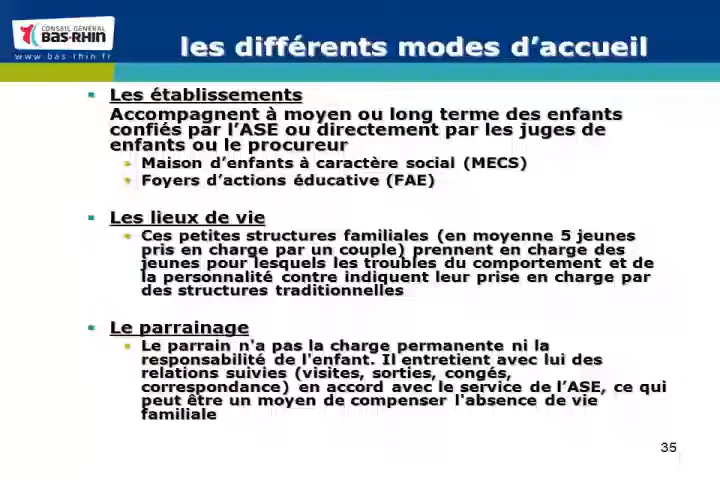 CONSEIL GÉNÉRAL
BAS-RHIN
www.bas-rhin.fr
les différents modes d’accueil
Les établissements
Accompagnent à moyen ou long terme des enfants
confiés par l’ASE ou directement par les juges de
enfants ou le procureur
Maison d’enfants à caractère social (MECS)
Foyers d’actions éducative (FAE)
Les lieux de vie
Ces petites structures familiales (en moyenne 5 jeunes
pris en charge par un couple) prennent en charge des
jeunes pour lesquels les troubles du comportement et de
la personnalité contre indiquent leur prise en charge par
des structures traditionnelles
Le parrainage
Le parrain n'a pas la charge permanente ni la
responsabilité de l'enfant. Il entretient avec lui des
relations suivies (visites, sorties, congés,
correspondance) en accord avec le service de l’ASE, ce qui
peut être un moyen de compenser l'absence de vie
familiale
35